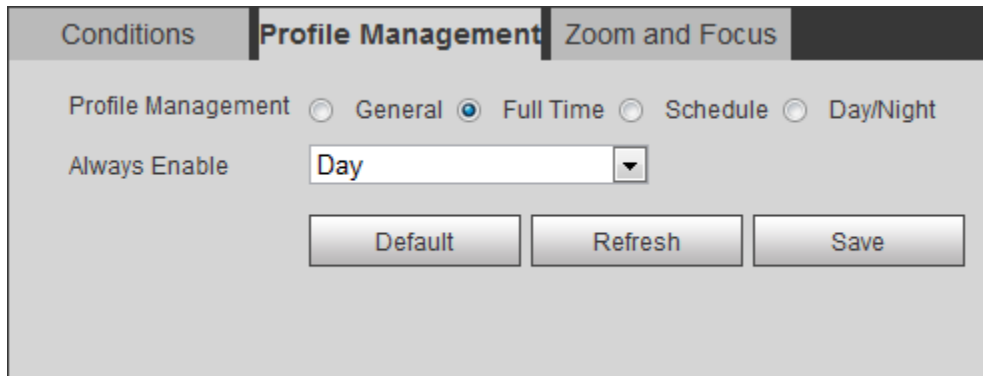 Conditions Profile Management Zoom and Focus
Profile Management General Full Time Schedule Day/Night
Always Enable Day
Default Refresh Save